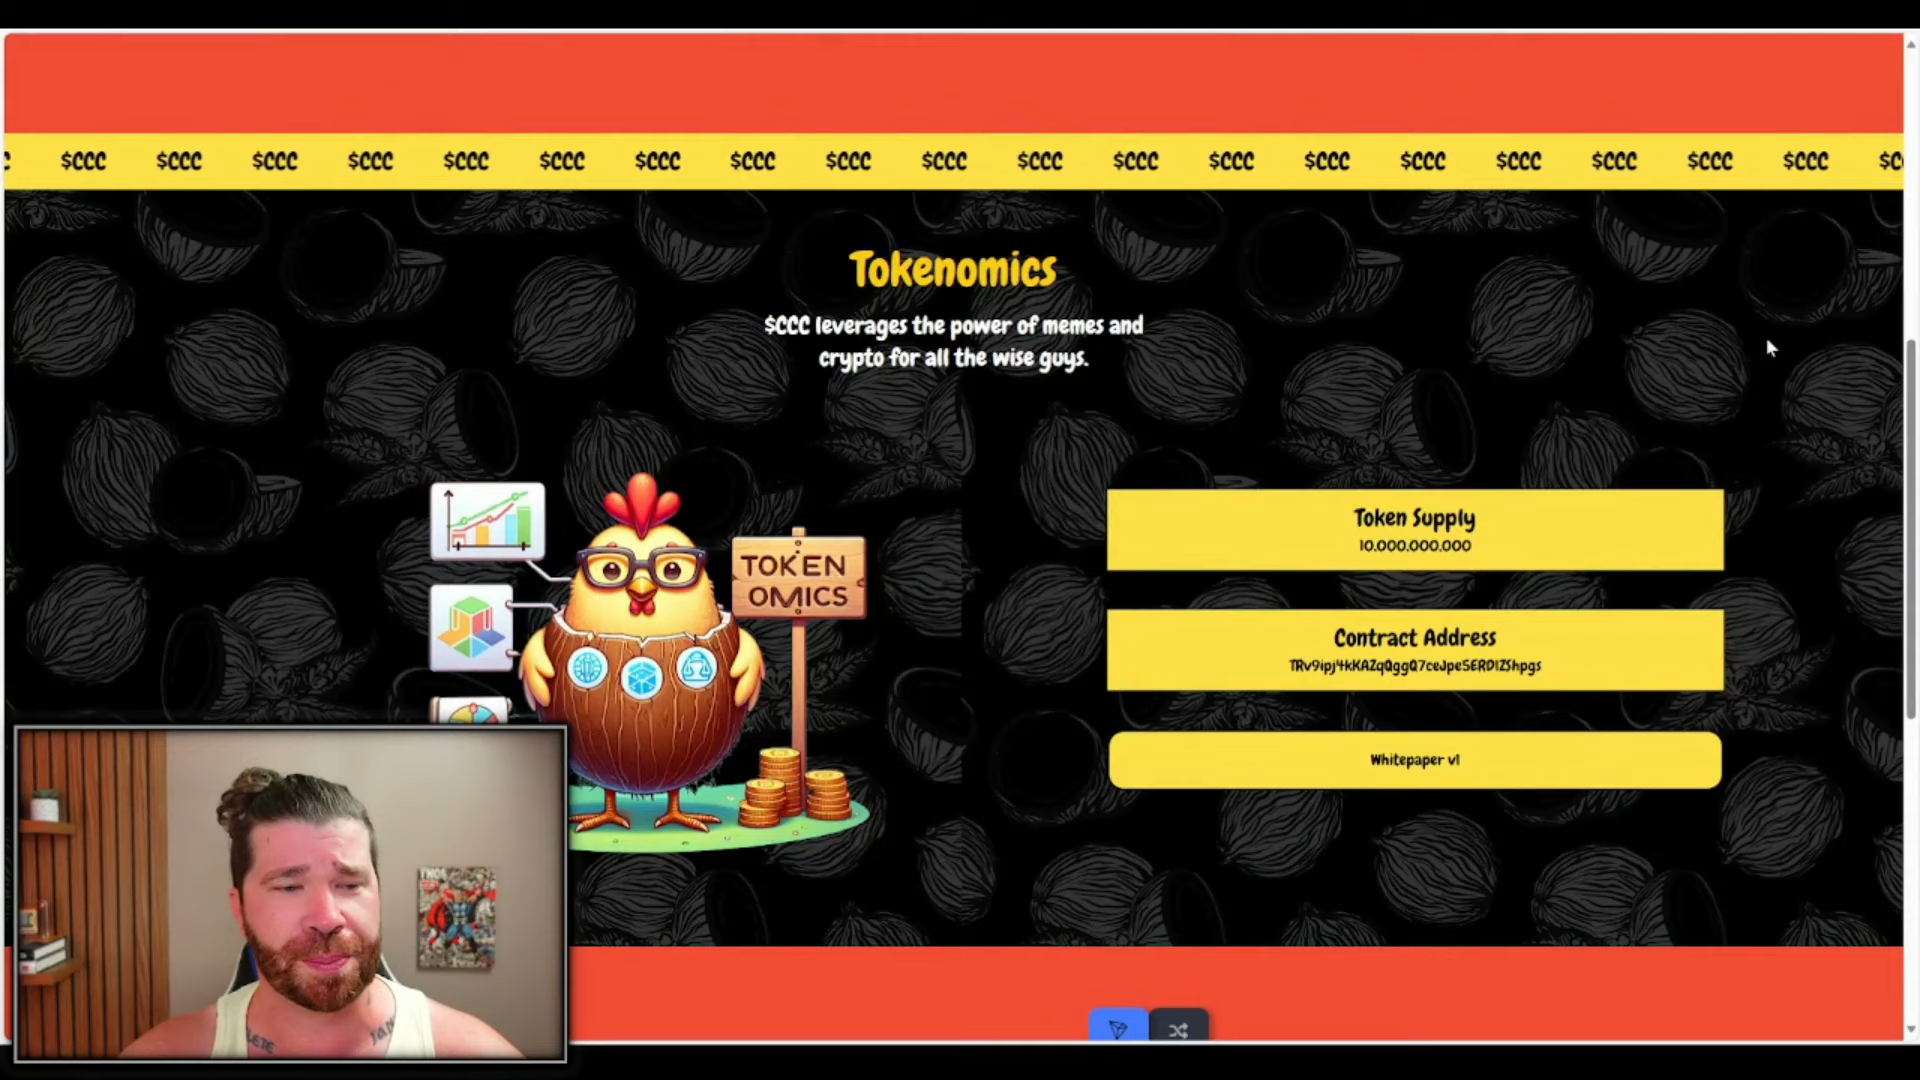 $CCC $CCC $CCC $CCC $CCC $CCC $CCC $CCC $CCC $CCC $CCC $CCC $CCC $CCC $CCC $CCC $CCC $CCC $CCC
Tokenomics
$CCC leverages the power of memes and
crypto for all the wise guys.
TOKEN
OMICS
Token Supply
10.000.000.000
Contract Address
Whitepaper v1
THOR